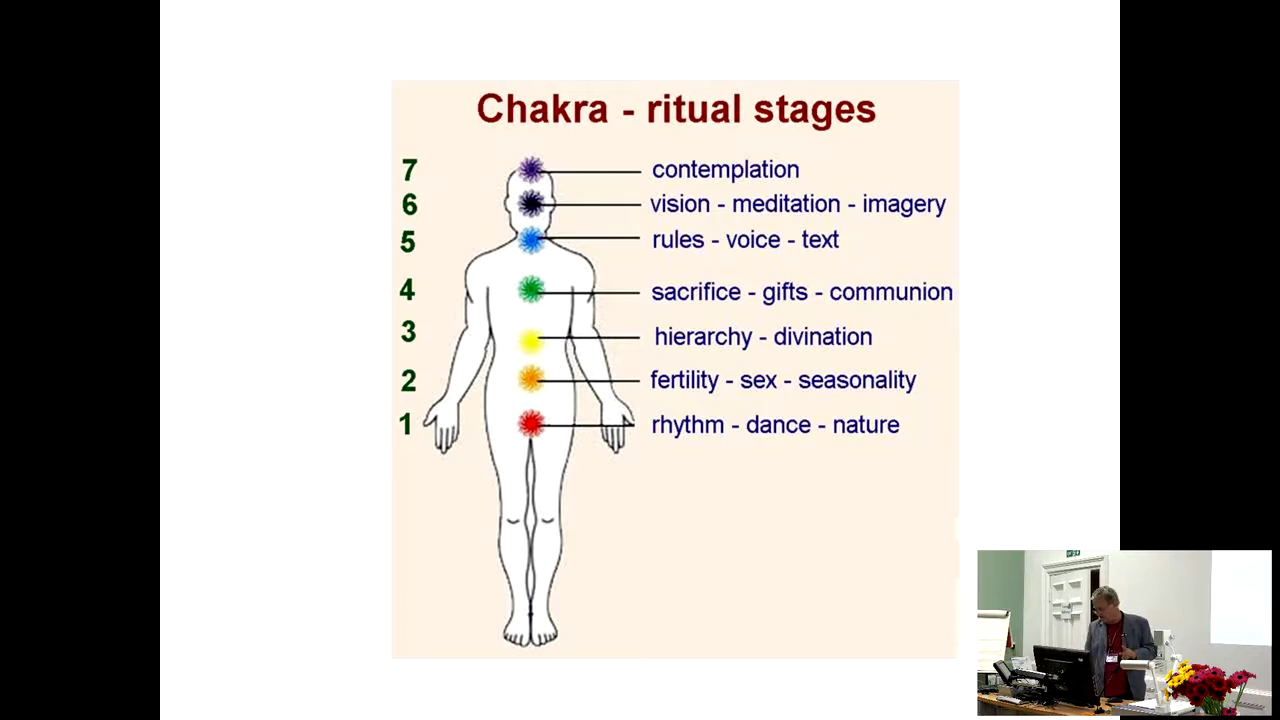 Chakra - ritual stages
7 contemplation
6 vision - meditation - imagery
5 rules - voice - text
4 sacrifice - gifts - communion
3 hierarchy - divination
2 fertility - sex - seasonality
1 rhythm - dance - nature